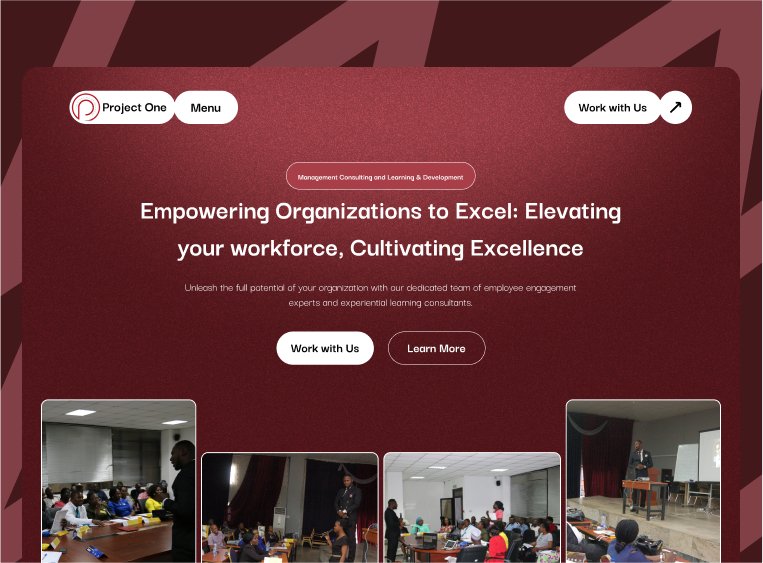 Project One
Menu
Work with Us
Management Consulting and Learning & Development
Empowering Organizations to Excel: Elevating
your workforce, Cultivating Excellence
Unleash the full potential of your organization with our dedicated team of employee engagement
experts and experiential learning consultants.
Work with Us
Learn More